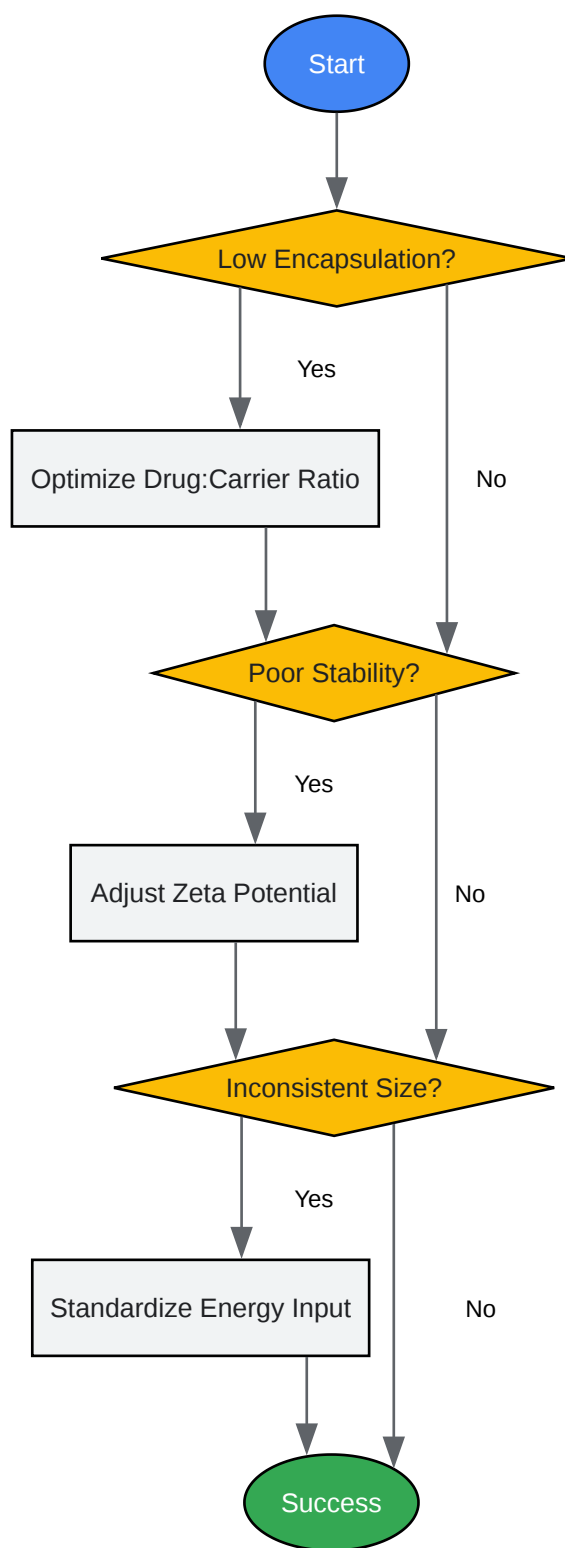 Start
Low Encapsulation?
Yes
Optimize Drug:Carrier Ratio
No
Poor Stability?
Yes
Adjust Zeta Potential
No
Inconsistent Size?
Yes
Standardize Energy Input
No
Success